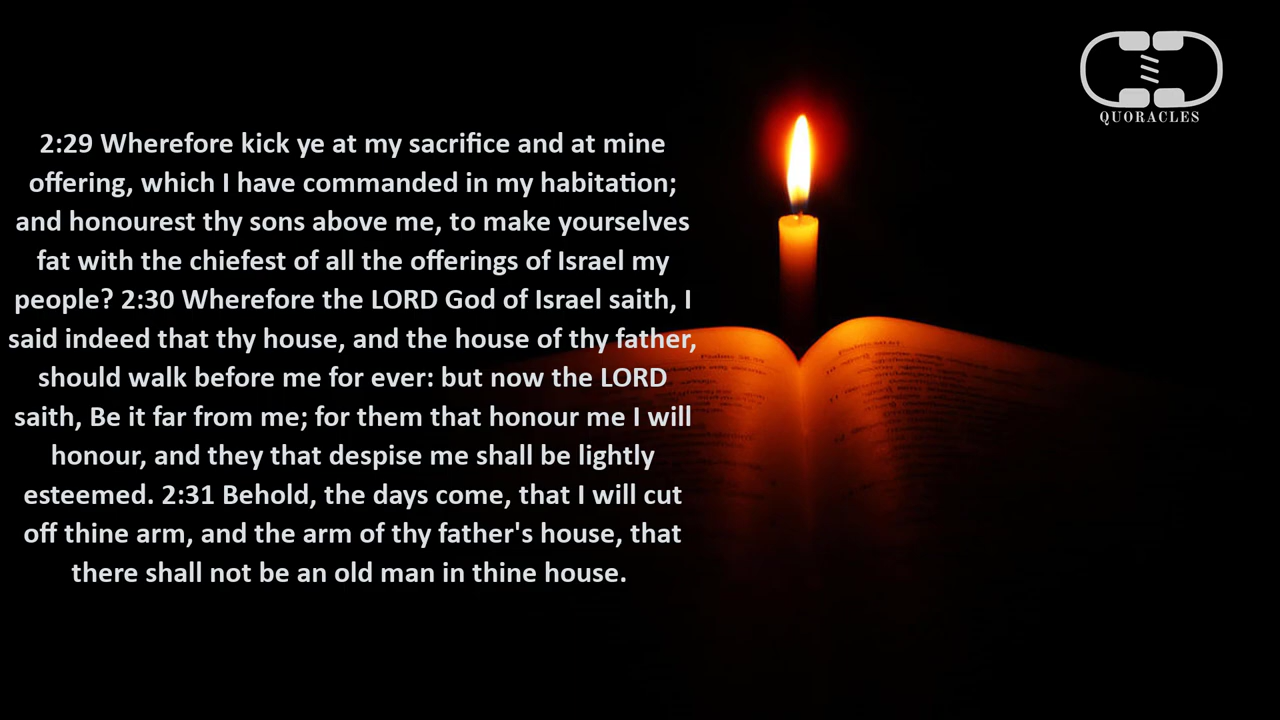 QUORACLES
2:29 Wherefore kick ye at my sacrifice and at mine
offering, which I have commanded in my habitation;
and honourest thy sons above me, to make yourselves
fat with the chiefest of all the offerings of Israel my
people? 2:30 Wherefore the LORD God of Israel saith, I
said indeed that thy house, and the house of thy father,
should walk before me for ever: but now the LORD
saith, Be it far from me; for them that honour me I will
honour, and they that despise me shall be lightly
esteemed. 2:31 Behold, the days come, that I will cut
off thine arm, and the arm of thy father's house, that
there shall not be an old man in thine house.